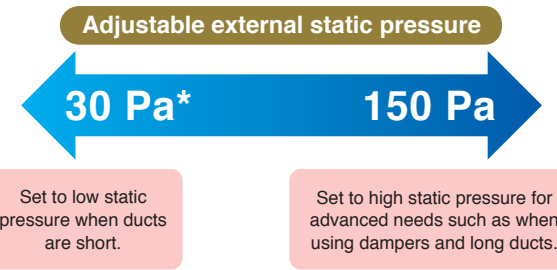 Adjustable external static pressure
30 Pa*
150 Pa
Set to low static
pressure when ducts
are short.
Set to high static pressure for
advanced needs such as when
using dampers and long ducts.